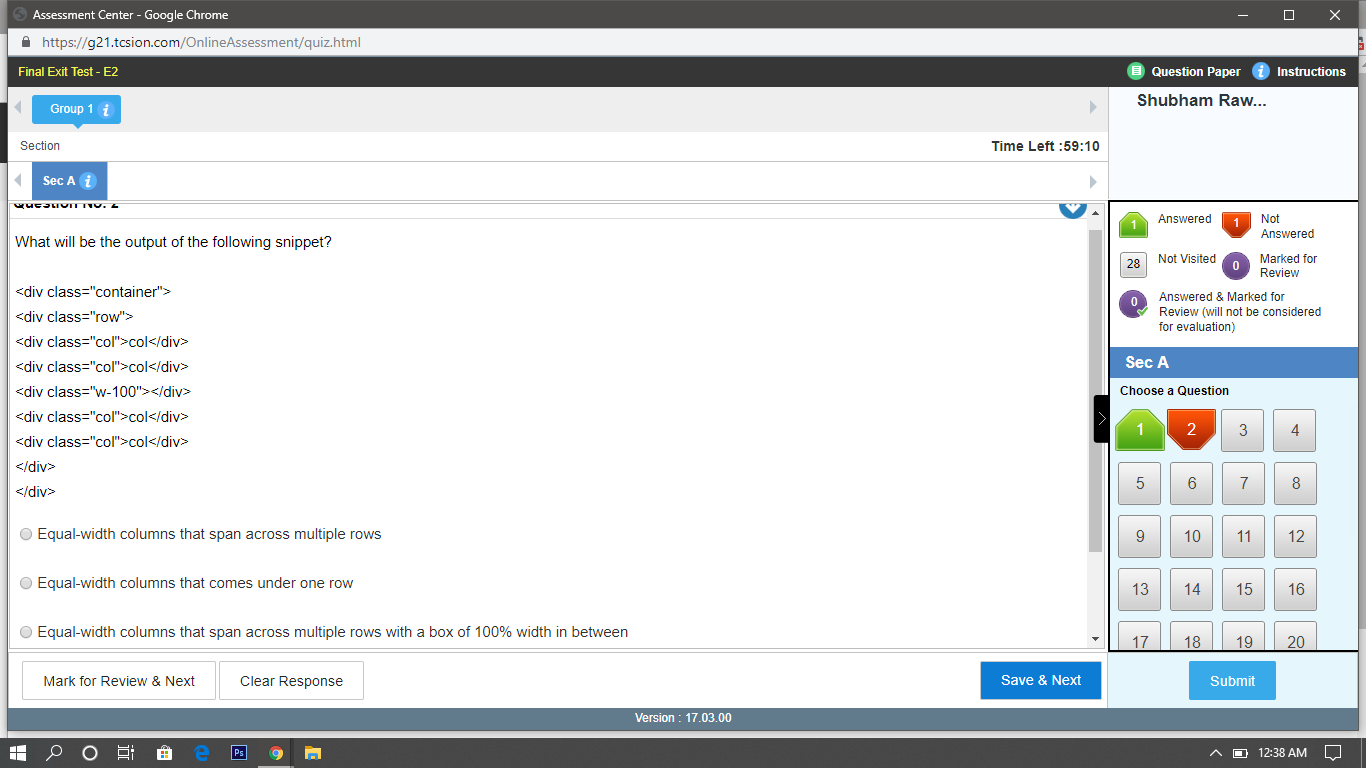 Assessment Center - Google Chrome
https://g21.tcsion.com/OnlineAssessment/quiz.html
Final Exit Test - E2
Question Paper
i Instructions
Group 1 i
Shubham Raw...
Section
Time Left :59:10
Sec A i
Question No. 2
What will be the output of the following snippet?
<div class="container">
<div class="row">
<div class="col">col</div>
<div class="col">col</div>
<div class="w-100"></div>
<div class="col">col</div>
<div class="col">col</div>
</div>
</div>
Equal-width columns that span across multiple rows
Equal-width columns that comes under one row
Equal-width columns that span across multiple rows with a box of 100% width in between
Mark for Review & Next
Clear Response
Save & Next
1 Answered
1 Not Answered
28 Not Visited
0 Marked for Review
0 Answered & Marked for
Review (will not be considered
for evaluation)
Sec A
Choose a Question
1 2 3 4
5 6 7 8
9 10 11 12
13 14 15 16
17 18 19 20
Submit
Version : 17.03.00
Ps
12:38 AM